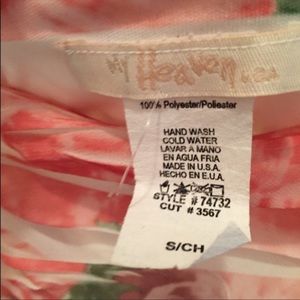 My Heaven
100% Polyester/Poliester
HAND WASH
COLD WATER
LAVAR A MANO
EN AGUA FRIA
MADE IN U.S.A.
HECHO EN E.U.A.
STYLE # 74732
CUT # 3567
S/CH